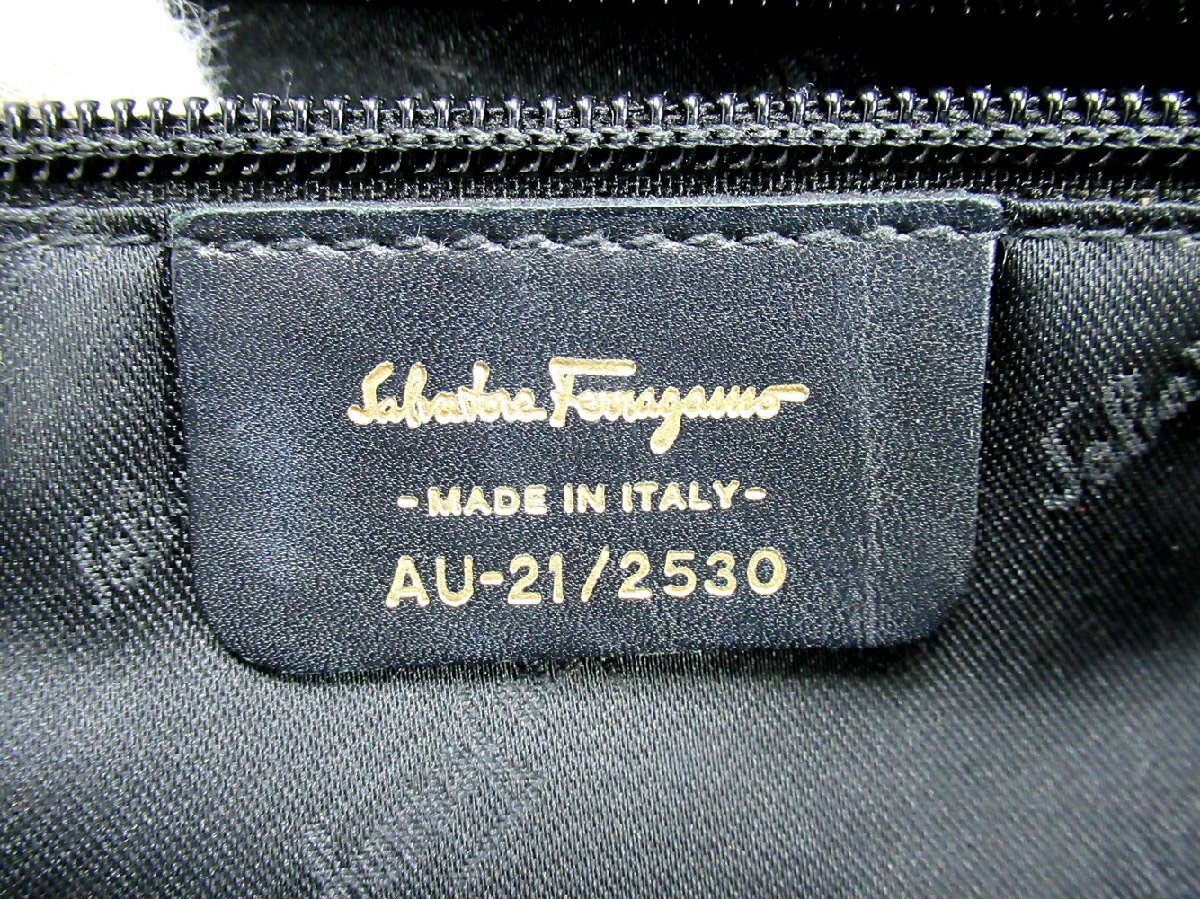 Salvatore Ferragamo
-MADE IN ITALY-
AU-21/2530